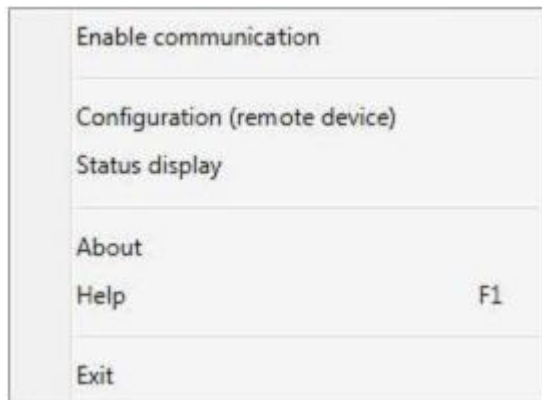 Enable communication
Configuration (remote device)
Status display
About
Help F1
Exit